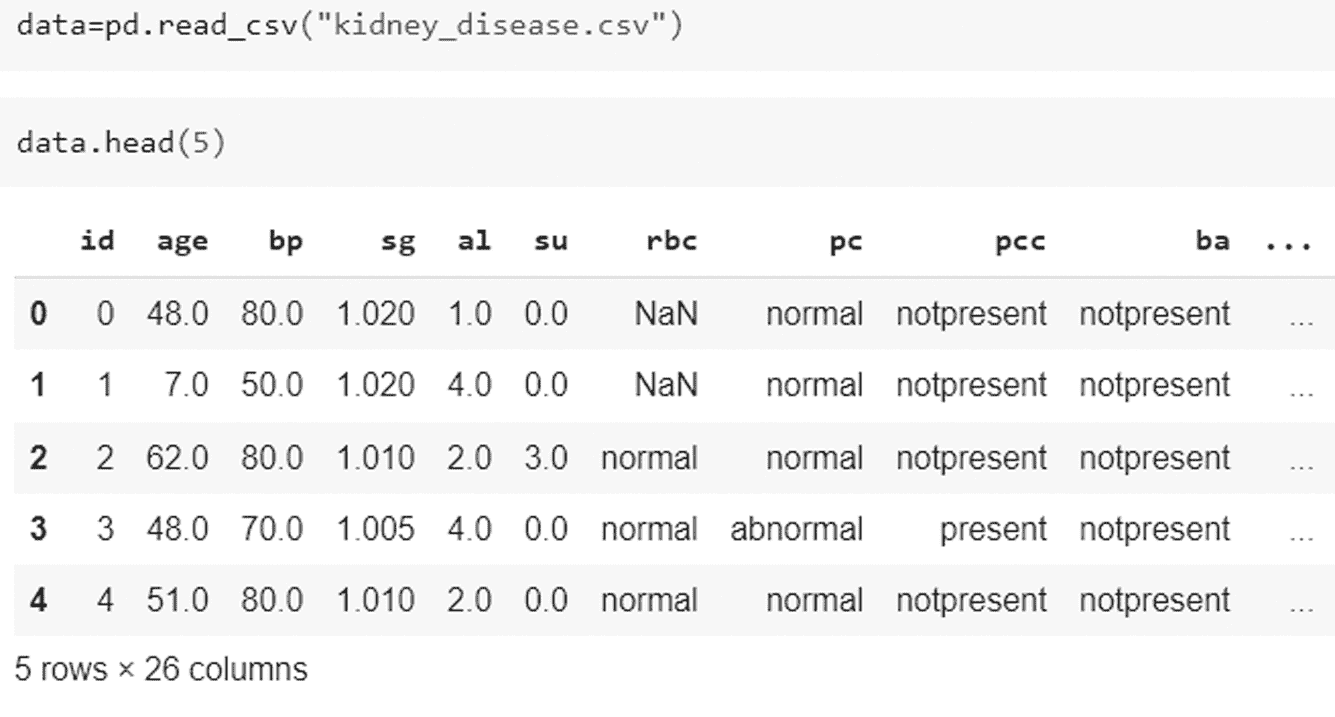 data=pd.read_csv("kidney_disease.csv")
data.head(5)
id age bp sg al su rbc pc pcc ba ...
0 0 48.0 80.0 1.020 1.0 0.0 NaN normal notpresent notpresent ...
1 1 7.0 50.0 1.020 4.0 0.0 NaN normal notpresent notpresent ...
2 2 62.0 80.0 1.010 2.0 3.0 normal normal notpresent notpresent ...
3 3 48.0 70.0 1.005 4.0 0.0 normal abnormal present notpresent ...
4 4 51.0 80.0 1.010 2.0 0.0 normal normal notpresent notpresent ...
5 rows × 26 columns